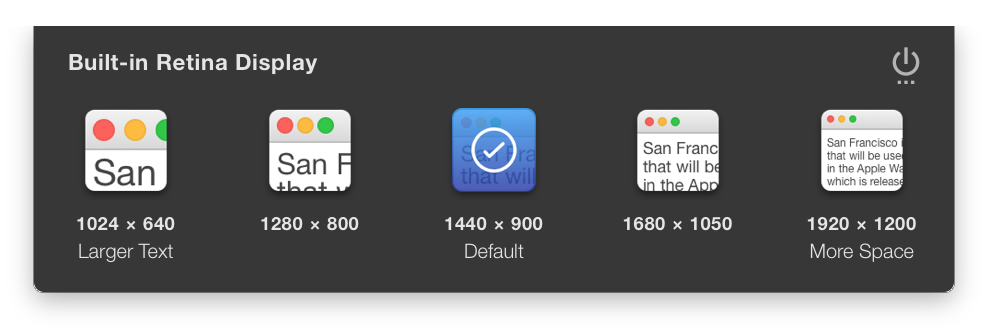 Built-in Retina Display
San
San F
that w
San Fra
that will
San Franc
that will be
in the App
San Francisco i
that will be used
in the Apple Wa
which is release
1024 × 640
1280 × 800
1440 × 900
1680 × 1050
1920 × 1200
Larger Text
Default
More Space